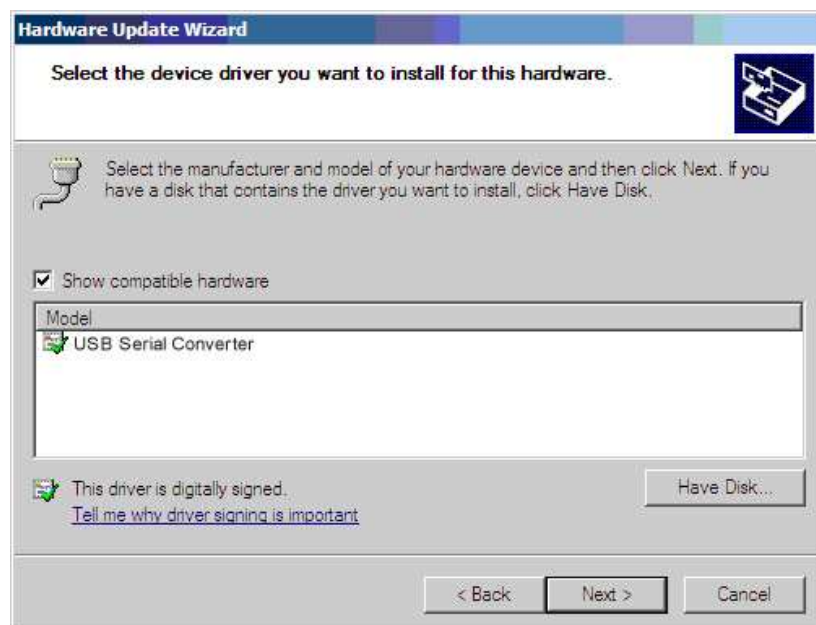 Hardware Update Wizard
Select the device driver you want to install for this hardware.
Select the manufacturer and model of your hardware device and then click Next. If you
have a disk that contains the driver you want to install, click Have Disk.
Show compatible hardware
Model
USB Serial Converter
This driver is digitally signed.
Have Disk...
Tell me why driver signing is important
< Back
Next >
Cancel